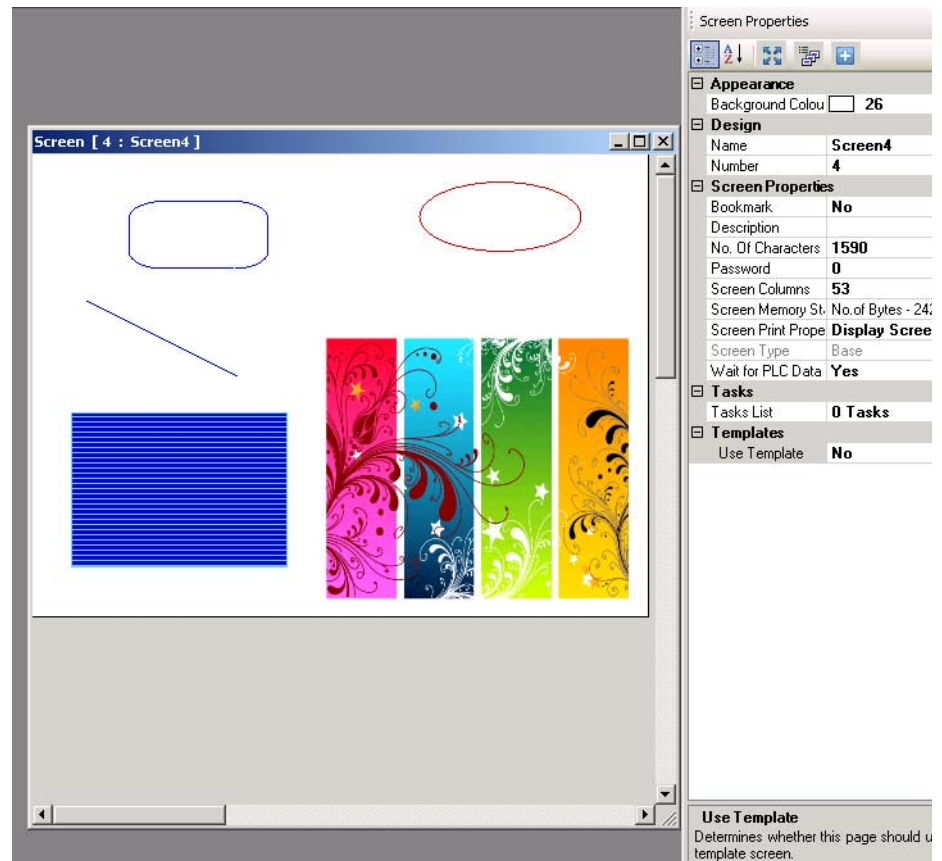 Screen Properties
Appearance
Background Colou 26
Design
Name Screen4
Number 4
Screen Properties
Bookmark No
Description
No. Of Characters 1590
Password 0
Screen Columns 53
Screen Memory St No.of Bytes - 242
Screen Print Prope Display Scree
Screen Type Base
Wait for PLC Data Yes
Tasks
Tasks List 0 Tasks
Templates
Use Template No
Use Template
Determines whether this page should u
template screen.
Screen [ 4 : Screen4 ]